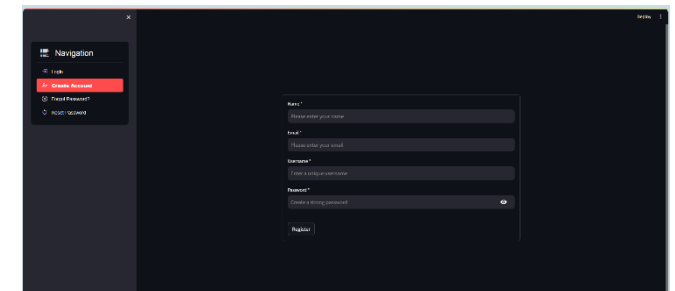 ×
Deploy
Navigation
Login
Create Account
Forgot Password?
Reset Password
Name *
Please enter your name
Email *
Please enter your email
Username *
Enter a unique username
Password *
Create a strong password
Register